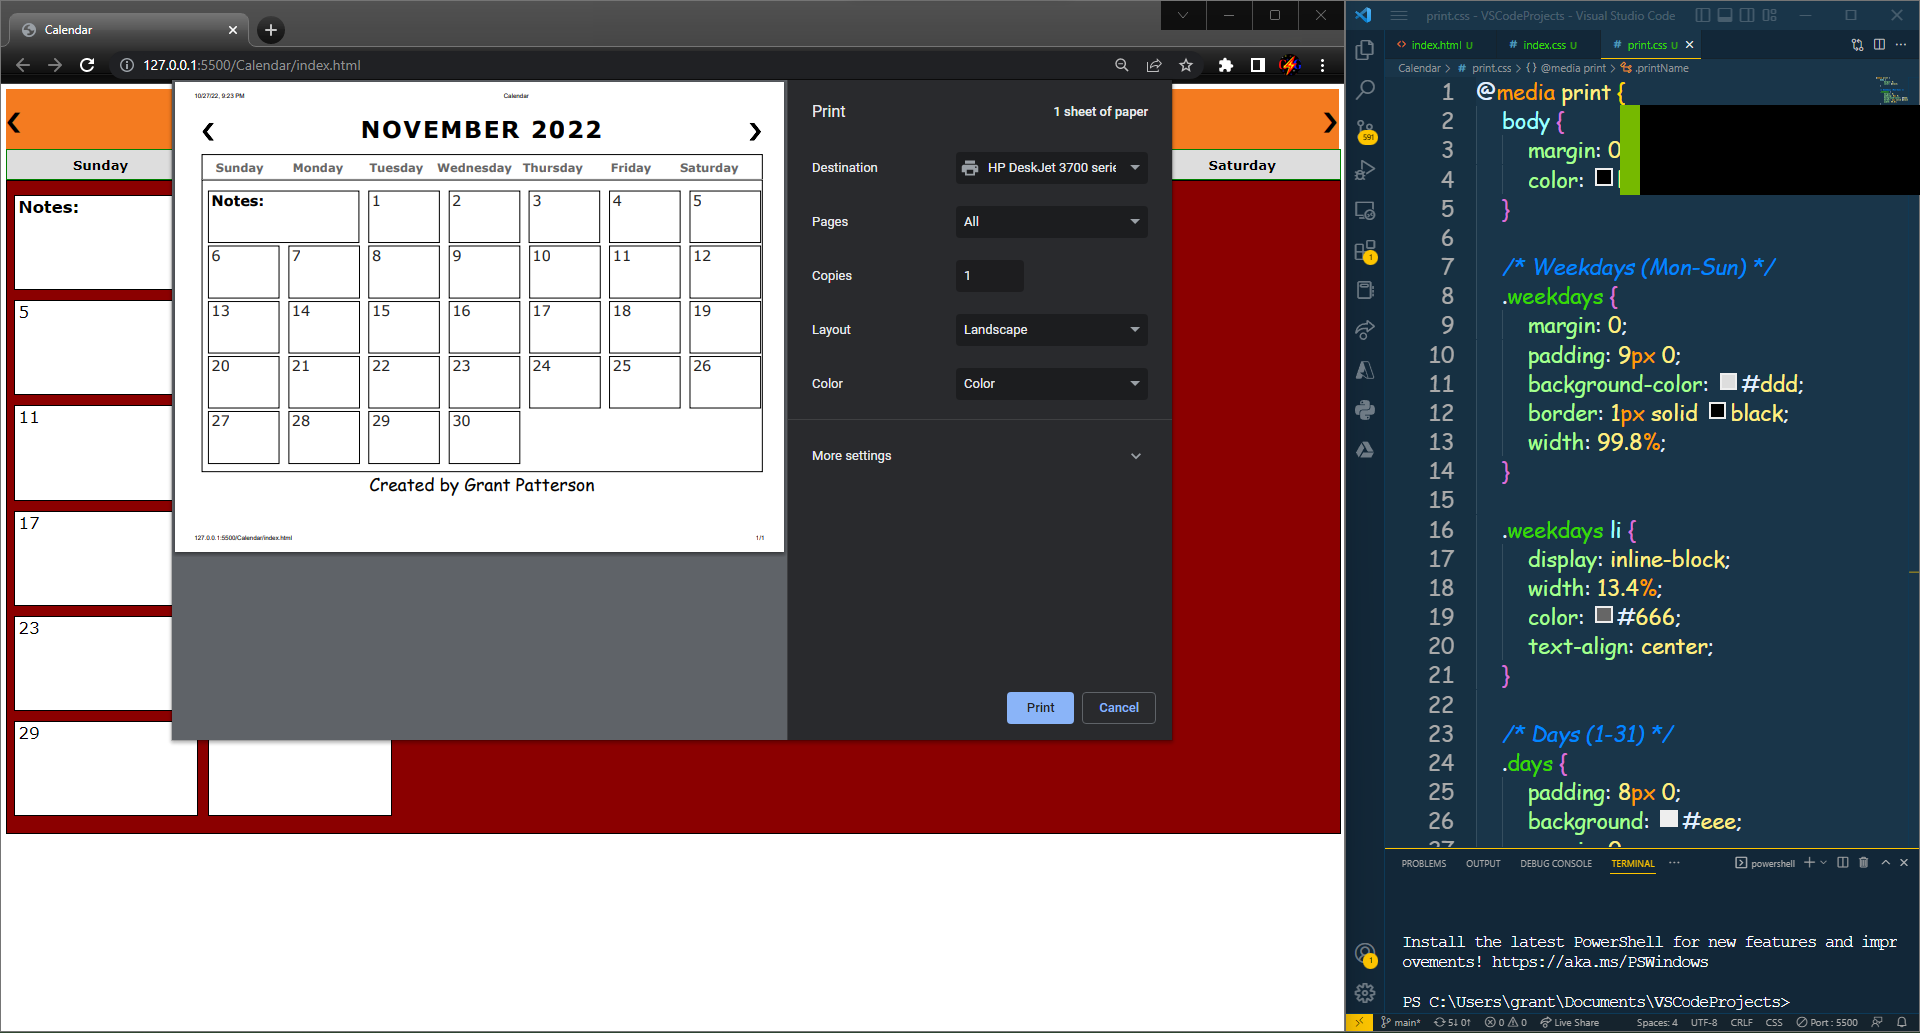 Calendar
127.0.0.1:5500/Calendar/index.html
Sunday
Saturday
Notes:
5
11
17
23
29
10/27/22, 9:23 PM
Calendar
NOVEMBER 2022
Sunday Monday Tuesday Wednesday Thursday Friday Saturday
Notes: 1 2 3 4 5
6 7 8 9 10 11 12
13 14 15 16 17 18 19
20 21 22 23 24 25 26
27 28 29 30
Created by Grant Patterson
127.0.0.1:5500/Calendar/index.html
1/1
Print
1 sheet of paper
Destination
HP DeskJet 3700 serie
Pages
All
Copies
1
Layout
Landscape
Color
Color
More settings
Print
Cancel
print.css - VSCodeProjects - Visual Studio Code
index.html U
# index.css U
# print.css U
Calendar > # print.css > {} @media print > .printName
591
1
1
1 @media print {
2 body {
3 margin: 0
4 color:
5 }
6
7 /* Weekdays (Mon-Sun) */
8 .weekdays {
9 margin: 0;
10 padding: 9px 0;
11 background-color: #ddd;
12 border: 1px solid black;
13 width: 99.8%;
14 }
15
16 .weekdays li {
17 display: inline-block;
18 width: 13.4%;
19 color: #666;
20 text-align: center;
21 }
22
23 /* Days (1-31) */
24 .days {
25 padding: 8px 0;
26 background: #eee;
PROBLEMS OUTPUT DEBUG CONSOLE TERMINAL
powershell
Install the latest PowerShell for new features and impr
ovements! https://aka.ms/PSWindows
PS C:\Users\grant\Documents\VSCodeProjects>
main* 5↓ 0↑ 0 0 Live Share Spaces: 4 UTF-8 CRLF CSS Port : 5500